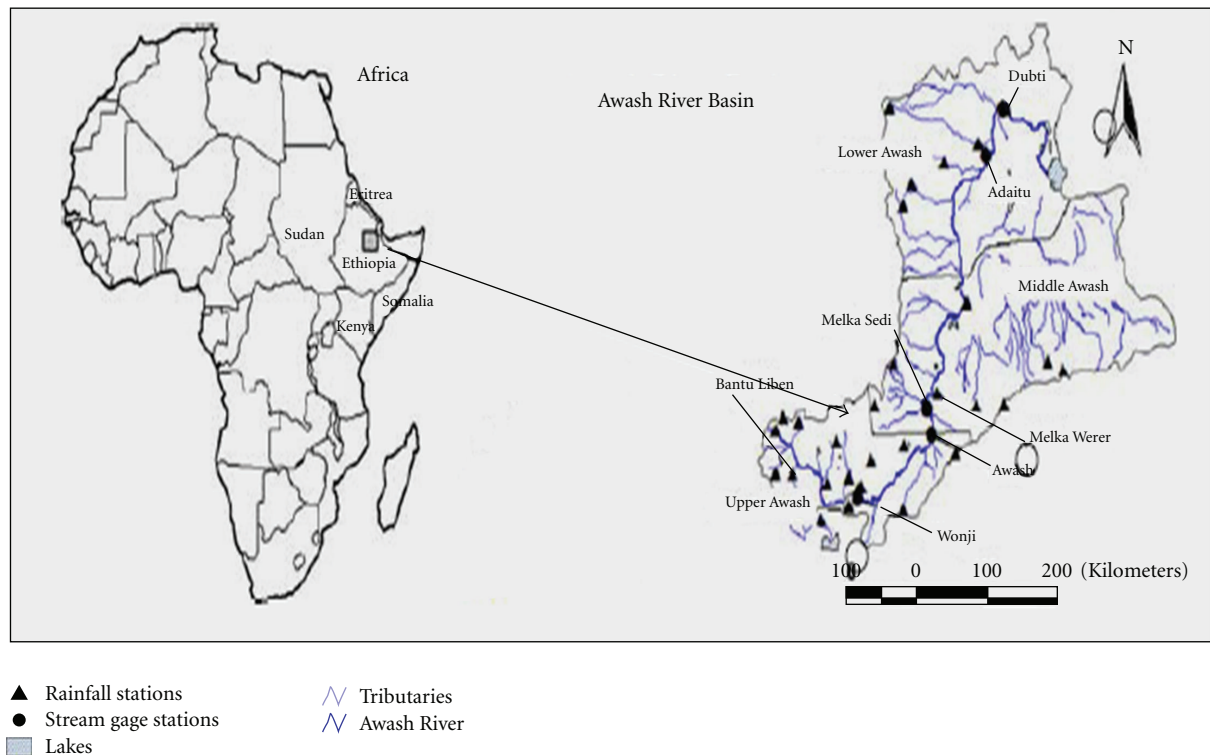 Africa
Awash River Basin
N
Dubti
Lower Awash
Adaitu
Eritrea
Sudan
Ethiopia
Somalia
Kenya
Middle Awash
Melka Sedi
Bantu Liben
Melka Werer
Awash
Upper Awash
Wonji
100 0 100 200 (Kilometers)
Rainfall stations
Stream gage stations
Lakes
Tributaries
Awash River